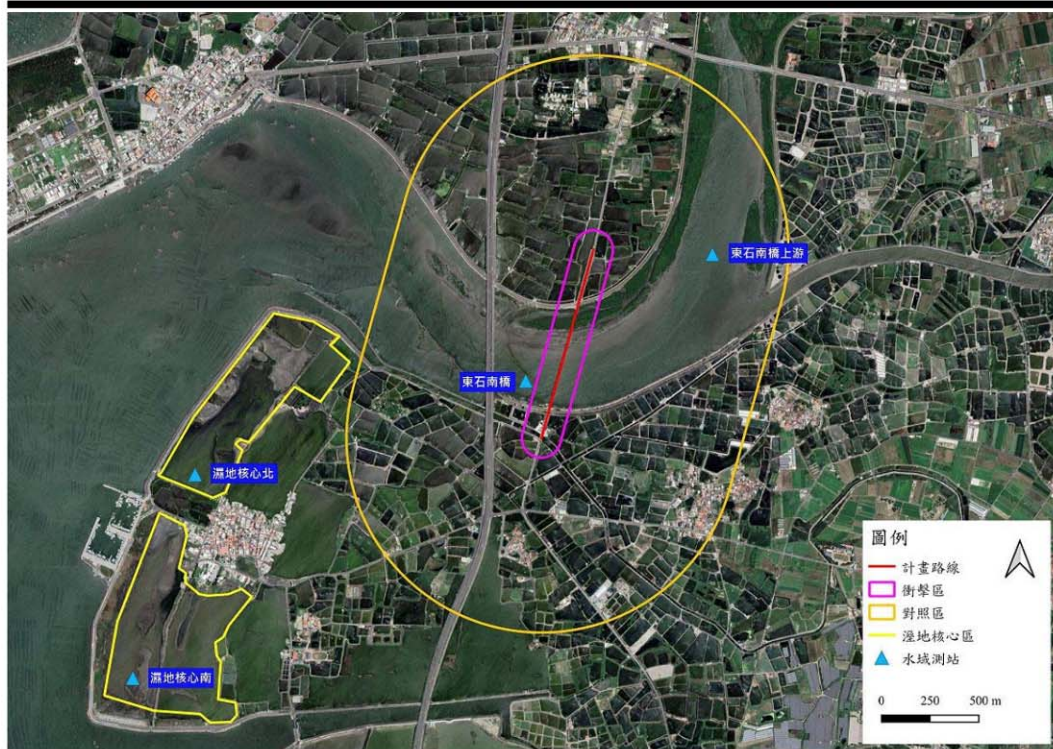 東石南橋上游
東石南橋
濕地核心北
濕地核心南
圖例
計畫路線
衝擊區
對照區
溼地核心區
水域測站
0 250 500 m